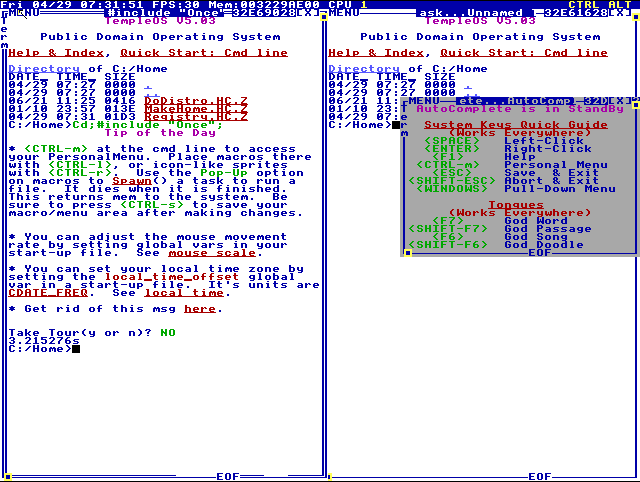 Fri 04/29 07:31:51 FPS:30 Mem:003229AE00 CPU 1 CTRL ALT
MENU #include "Once"; 32E69028[X]
Term
TempleOS V5.03
Public Domain Operating System
Help & Index, Quick Start: Cmd line
Directory of C:/Home
DATE_ TIME_ SIZE
04/29 07:27 0000 .
04/29 07:27 0000 ..
06/21 11:25 0416 DoDistro.HC.Z
01/10 23:57 013E MakeHome.HC.Z
04/29 07:31 01D3 Registry.HC.Z
C:/Home>Cd;#include "Once";
Tip of the Day
* <CTRL-m> at the cmd line to access
your PersonalMenu. Place macros there
with <CTRL-l>, or icon-like sprites
with <CTRL-r>. Use the Pop-Up option
on macros to Spawn() a task to run a
file. It dies when it is finished.
This returns mem to the system. Be
sure to press <CTRL-s> to save your
macro/menu area after making changes.
* You can adjust the mouse movement
rate by setting global vars in your
start-up file. See mouse scale.
* You can set your local time zone by
setting the local_time_offset global
var in a start-up file. It's units are
CDATE_FREQ. See local time.
* Get rid of this msg here.
Take Tour(y or n)? NO
3.215276s
C:/Home>
EOF
MENU ask...Unnamed T 32E61628[X]
TempleOS V5.03
Public Domain Operating System
Help & Index, Quick Start: Cmd line
Directory of C:/Home
DATE_ TIME_ SIZE
04/29 07:27 0000 .
04/29 07:27 0000
06/21 11:
01/10 23:
04/29 07:
C:/Home>
MENU ete...AutoComp 32D [X]
AutoComplete is in StandBy
System Keys Quick Guide
(Works Everywhere)
<SPACE> Left-Click
<ENTER> Right-Click
<F1> Help
<CTRL-m> Personal Menu
<ESC> Save & Exit
<SHIFT-ESC> Abort & Exit
<WINDOWS> Pull-Down Menu
Tongues
(Works Everywhere)
<F7> God Word
<SHIFT-F7> God Passage
<F6> God Song
<SHIFT-F6> God Doodle
EOF
EOF